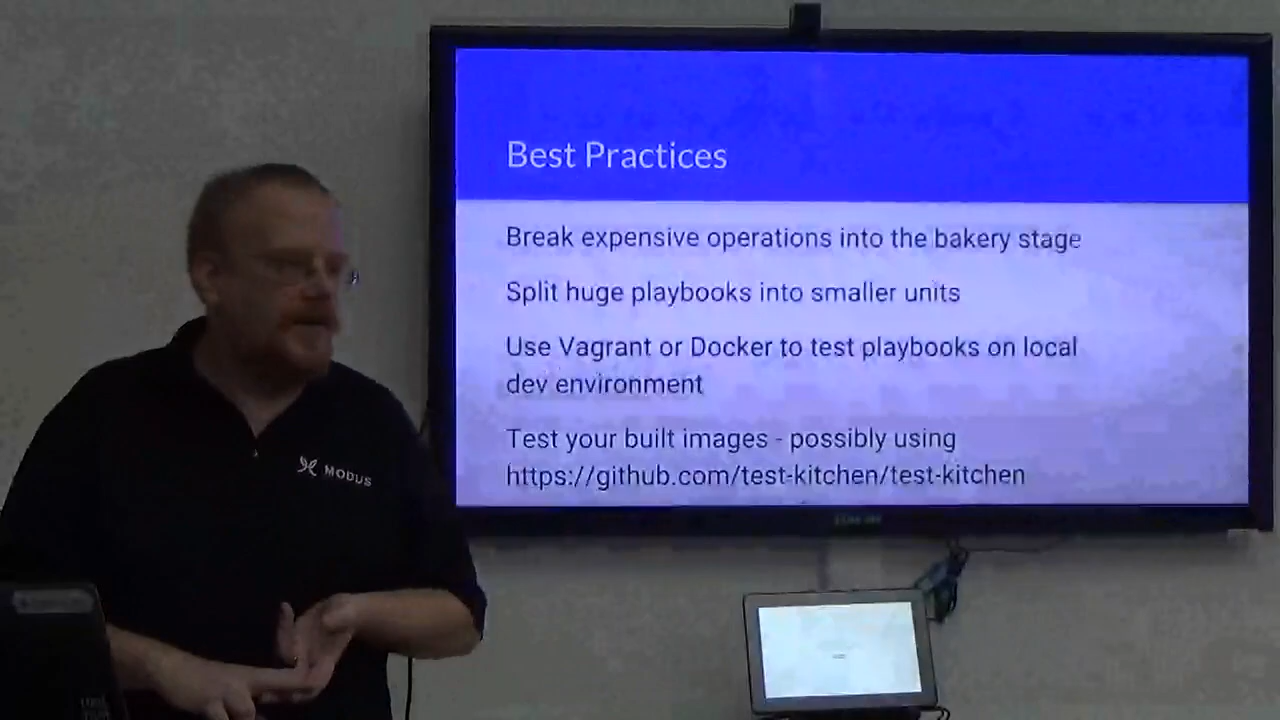 Best Practices
Break expensive operations into the bakery stage
Split huge playbooks into smaller units
Use Vagrant or Docker to test playbooks on local
dev environment
Test your built images - possibly using
https://github.com/test-kitchen/test-kitchen
MODUS